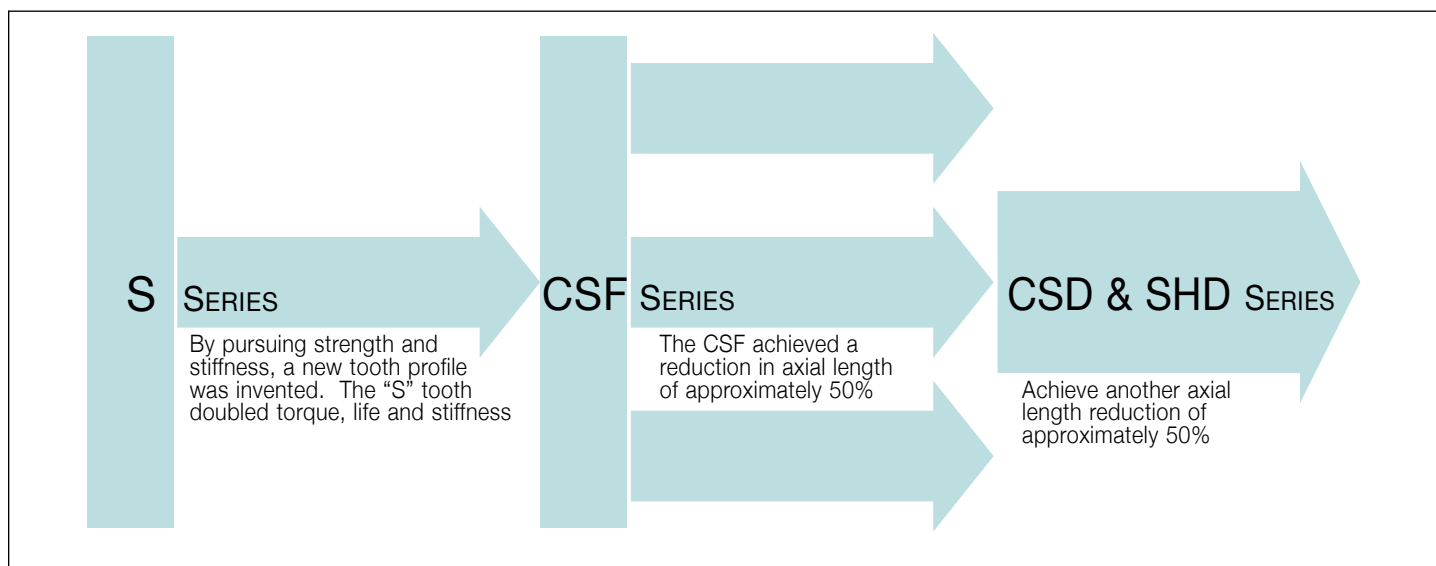 S SERIES
By pursuing strength and
stiffness, a new tooth profile
was invented.  The “S” tooth
doubled torque, life and stiffness
CSF SERIES
The CSF achieved a
reduction in axial length
of approximately 50%
CSD & SHD SERIES
Achieve another axial
length reduction of
approximately 50%